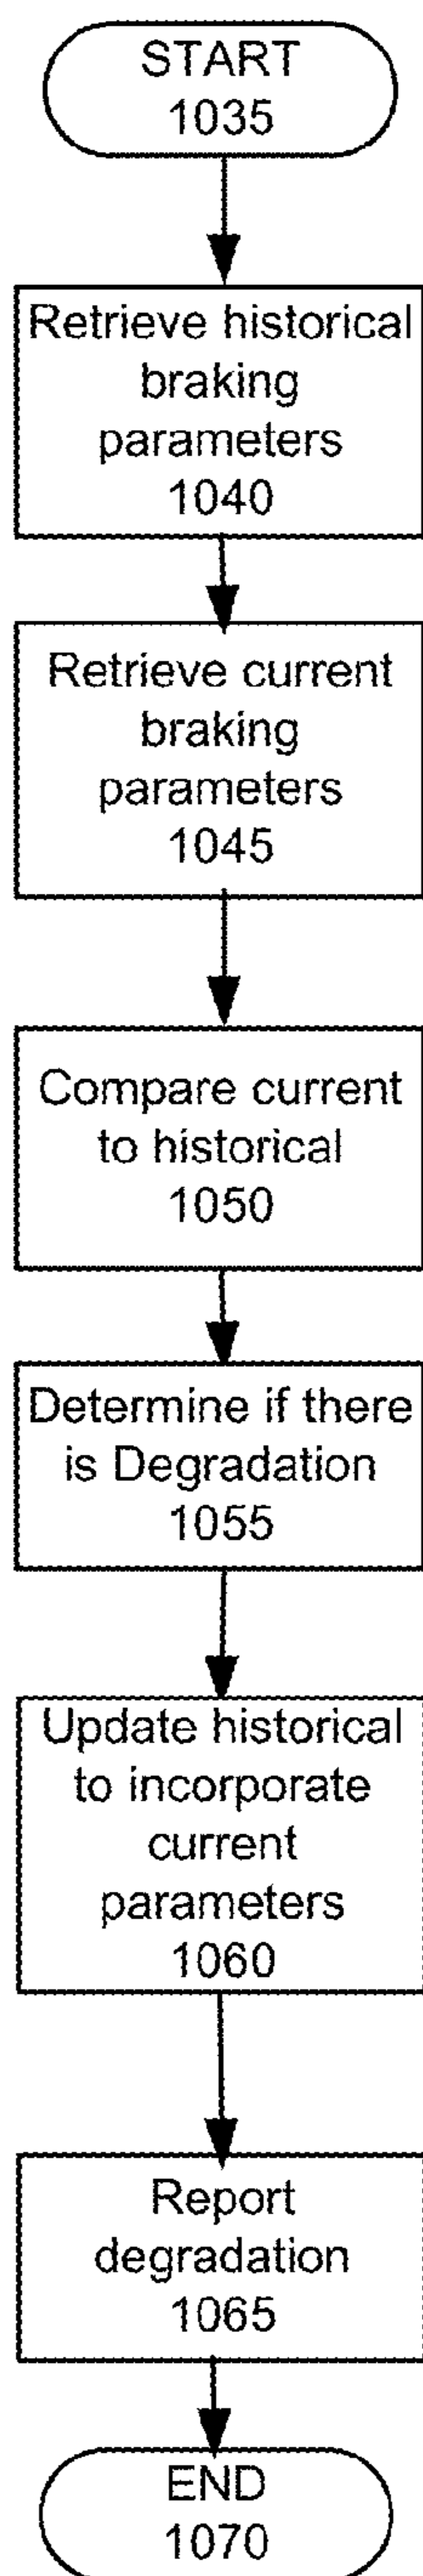 START
1035
Retrieve historical
braking
parameters
1040
Retrieve current
braking
parameters
1045
Compare current
to historical
1050
Determine if there
is Degradation
1055
Update historical
to incorporate
current
parameters
1060
Report
degradation
1065
END
1070